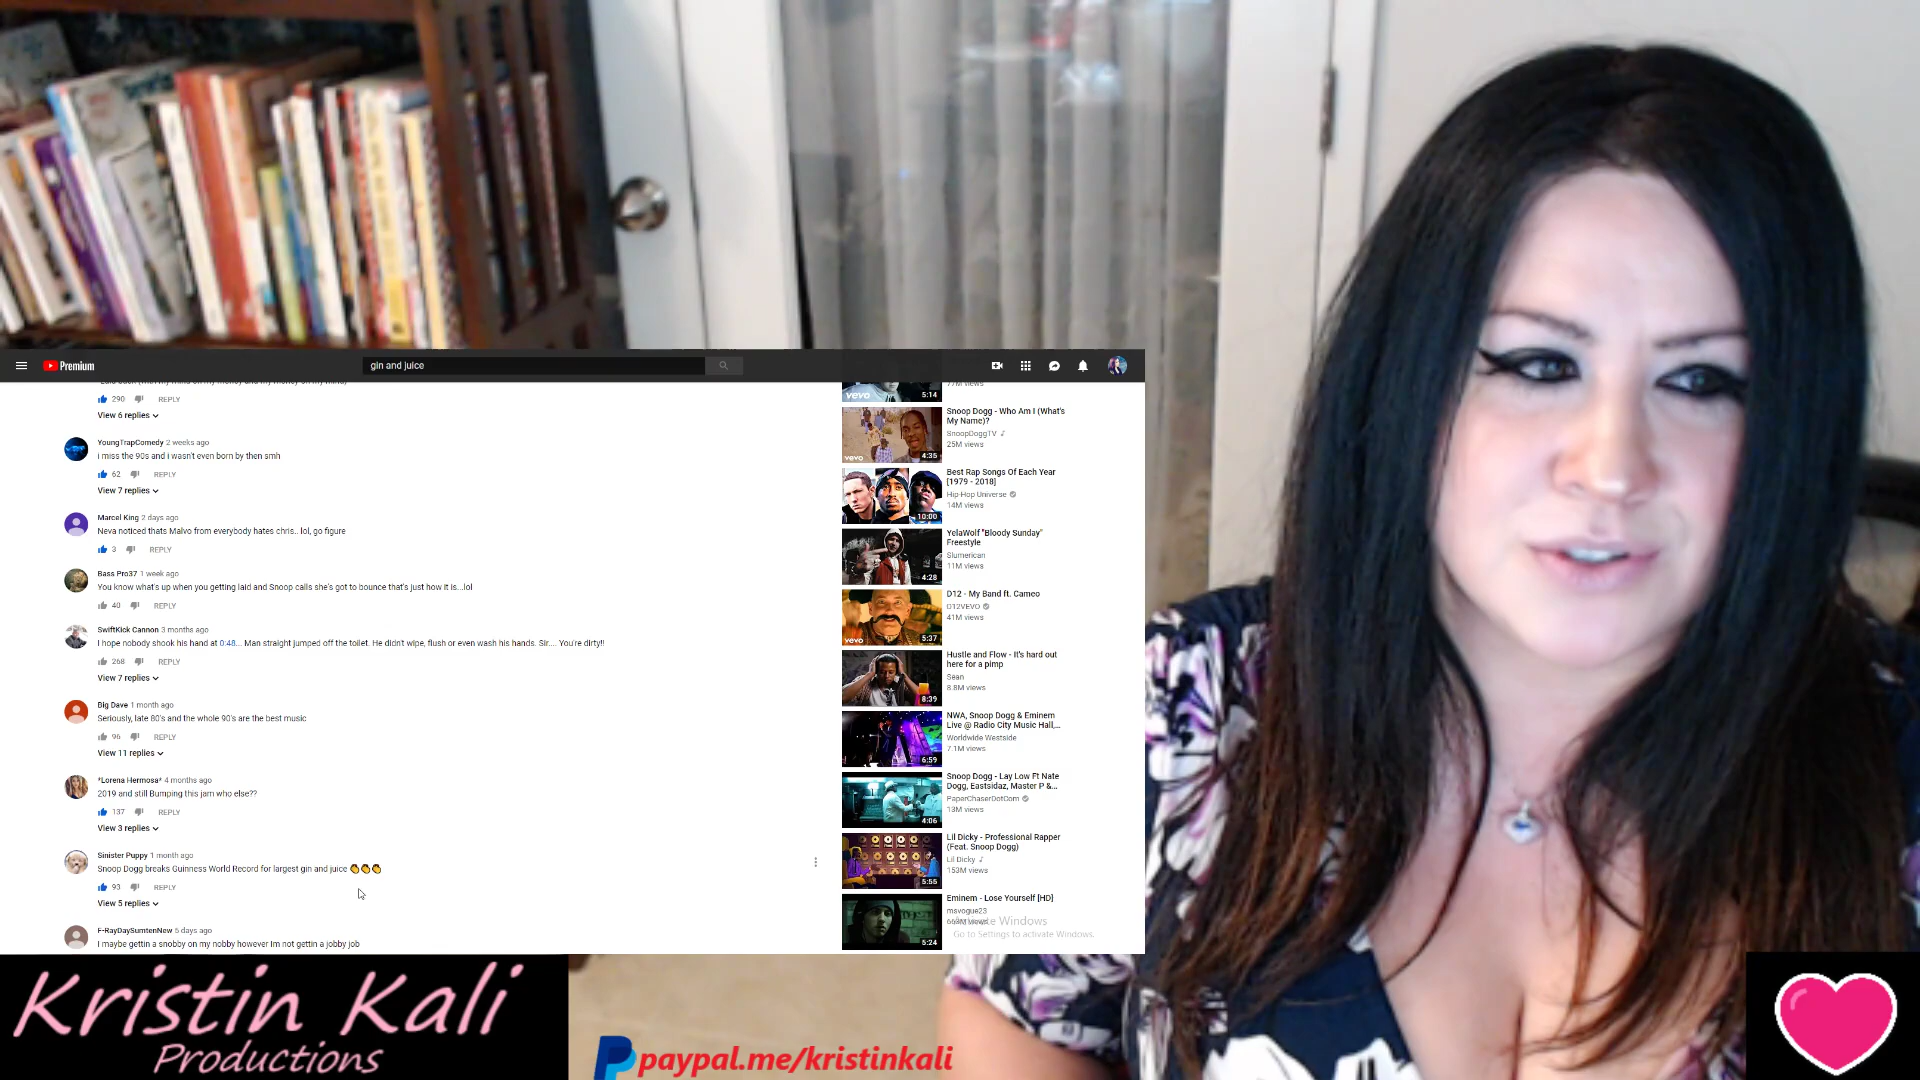 Premium
gin and juice
290 REPLY
View 6 replies
YoungTrapComedy 2 weeks ago
i miss the 90s and i wasn't even born by then smh
62 REPLY
View 7 replies
Marcel King 2 days ago
Neva noticed thats Malvo from everybody hates chris.. lol, go figure
3 REPLY
Bass Pro37 1 week ago
You know what's up when you getting laid and Snoop calls she's got to bounce that's just how it is...lol
40 REPLY
SwiftKick Cannon 3 months ago
I hope nobody shook his hand at 0:48... Man straight jumped off the toilet. He didn't wipe, flush or even wash his hands. Sir.... You're dirty!!
268 REPLY
View 7 replies
Big Dave 1 month ago
Seriously, late 80's and the whole 90's are the best music
96 REPLY
View 11 replies
*Lorena Hermosa* 4 months ago
2019 and still Bumping this jam who else??
137 REPLY
View 3 replies
Sinister Puppy 1 month ago
Snoop Dogg breaks Guinness World Record for largest gin and juice
93 REPLY
View 5 replies
F-RayDaySumtenNew 5 days ago
I maybe gettin a snobby on my nobby however Im not gettin a jobby job
77M views
vevo 5:14
Snoop Dogg - Who Am I (What's
My Name)?
SnoopDoggTV
25M views
vevo 4:35
Best Rap Songs Of Each Year
[1979 - 2018]
Hip-Hop Universe
14M views
10:00
YelaWolf "Bloody Sunday"
Freestyle
Slumerican
11M views
4:28
D12 - My Band ft. Cameo
D12VEVO
41M views
vevo 5:37
Hustle and Flow - It's hard out
here for a pimp
Sean
8.8M views
8:39
NWA, Snoop Dogg & Eminem
Live @ Radio City Music Hall,...
Worldwide Westside
7.1M views
6:59
Snoop Dogg - Lay Low Ft Nate
Dogg, Eastsidaz, Master P &...
PaperChaserDotCom
13M views
4:06
Lil Dicky - Professional Rapper
(Feat. Snoop Dogg)
Lil Dicky
153M views
5:55
Eminem - Lose Yourself [HD]
msvogue23
Activate Windows
Go to Settings to activate Windows.
5:24
Kristin Kali
Productions
paypal.me/kristinkali